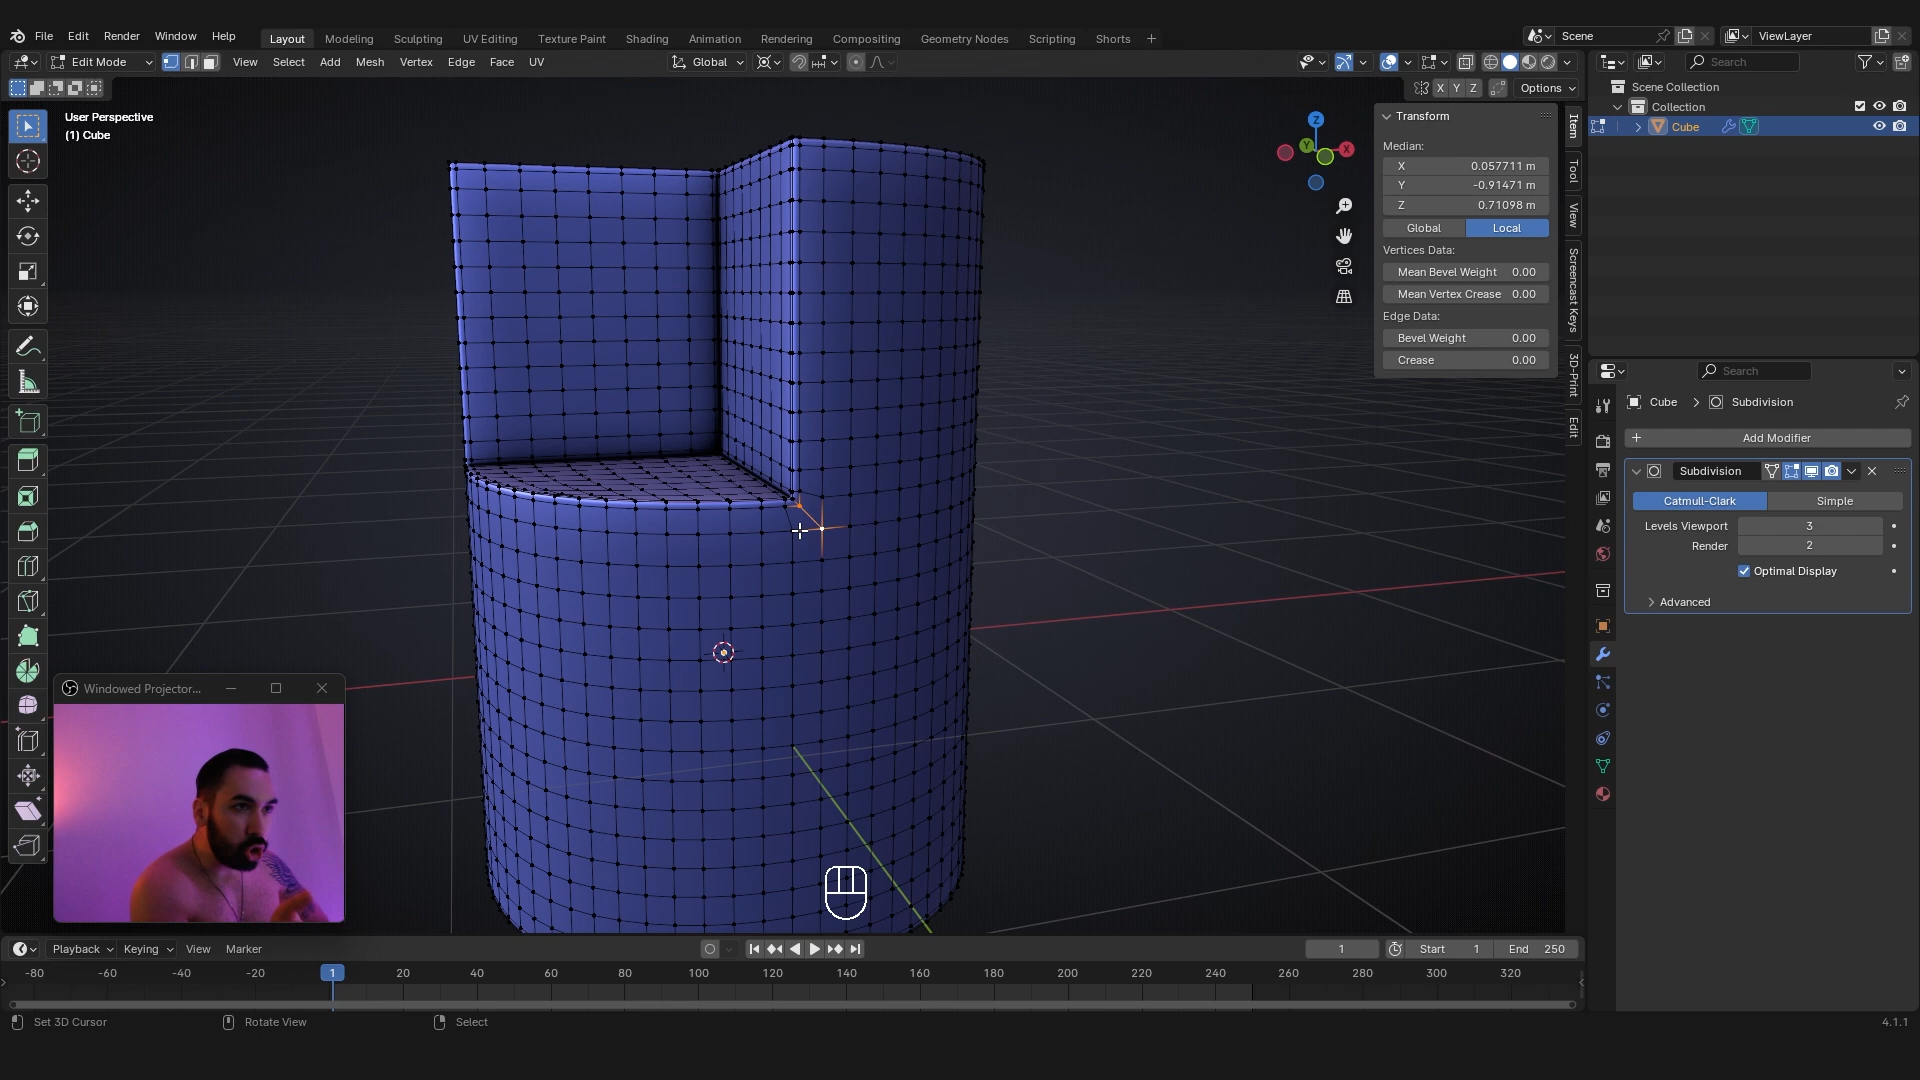 File Edit Render Window Help Layout Modeling Sculpting UV Editing Texture Paint Shading Animation Rendering Compositing Geometry Nodes Scripting Shorts + Scene ViewLayer
Edit Mode View Select Add Mesh Vertex Edge Face UV Global Search
X Y Z Options
User Perspective
(1) Cube
Transform
Median:
X 0.057711 m
Y -0.91471 m
Z 0.71098 m
Global Local
Vertices Data:
Mean Bevel Weight 0.00
Mean Vertex Crease 0.00
Edge Data:
Bevel Weight 0.00
Crease 0.00
Z
Y
X
Item
Tool
View
Screencast Keys
3D-Print
Edit
Scene Collection
Collection
Cube
Search
Cube > Subdivision
+ Add Modifier
Subdivision
Catmull-Clark Simple
Levels Viewport 3
Render 2
Optimal Display
Advanced
Windowed Projector...
Playback Keying View Marker 1 Start 1 End 250
-80 -60 -40 -20 1 20 40 60 80 100 120 140 160 180 200 220 240 260 280 300 320
Set 3D Cursor Rotate View Select 4.1.1